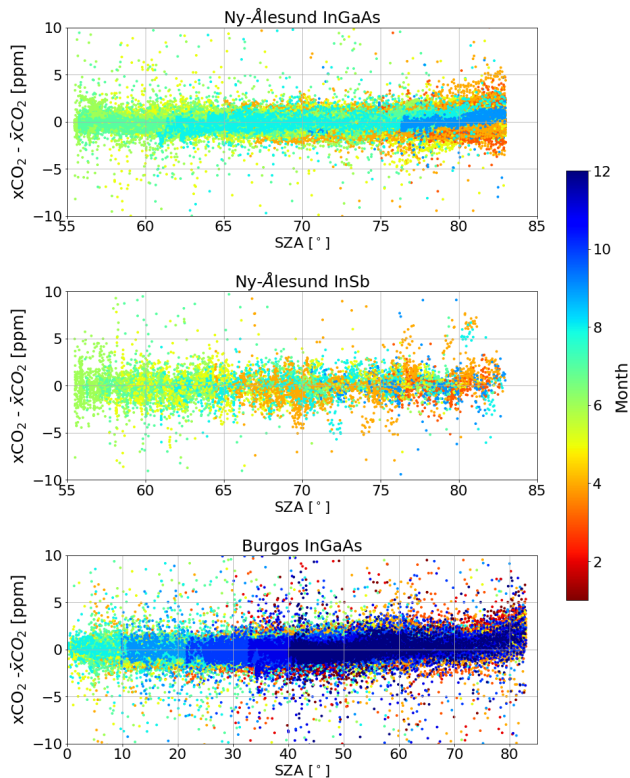 Ny-Ålesund InGaAs
xCO₂ - x̄CO₂ [ppm]
10
5
0
−5
−10
55 60 65 70 75 80 85
SZA [°]
Ny-Ålesund InSb
xCO₂ - x̄CO₂ [ppm]
10
5
0
−5
−10
55 60 65 70 75 80 85
SZA [°]
Burgos InGaAs
xCO₂ -x̄CO₂ [ppm]
10
5
0
−5
−10
0 10 20 30 40 50 60 70 80
SZA [°]
12
10
8
6
4
2
Month